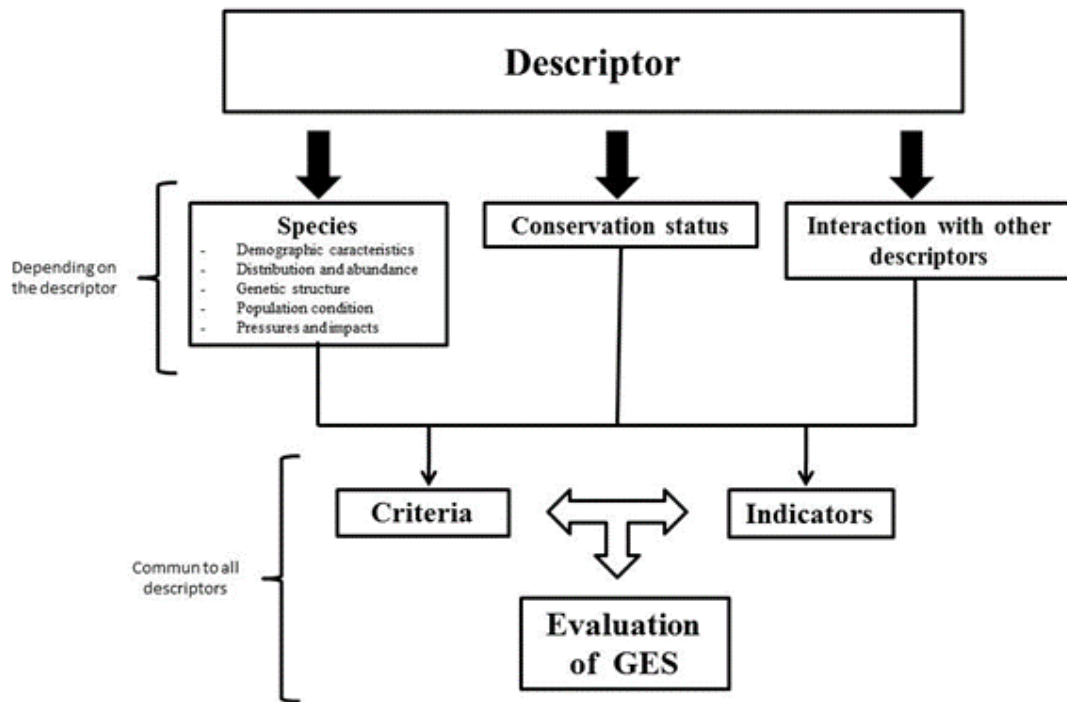 Descriptor
Species
- Demographic caracteristics
- Distribution and abundance
- Genetic structure
- Population condition
- Pressures and impacts
Conservation status
Interaction with other
descriptors
Depending on
the descriptor
Criteria
Indicators
Commun to all
descriptors
Evaluation
of GES